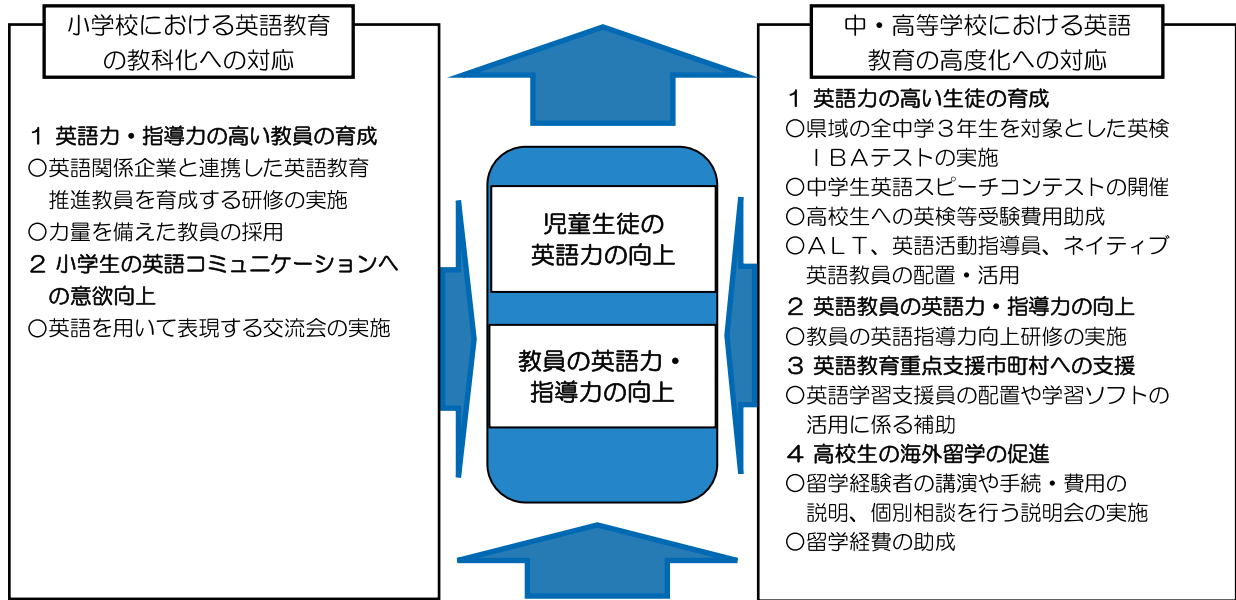 小学校における英語教育
の教科化への対応
1 英語力・指導力の高い教員の育成
○英語関係企業と連携した英語教育
推進教員を育成する研修の実施
○力量を備えた教員の採用
2 小学生の英語コミュニケーションへ
の意欲向上
○英語を用いて表現する交流会の実施
児童生徒の
英語力の向上
教員の英語力・
指導力の向上
中・高等学校における英語
教育の高度化への対応
1 英語力の高い生徒の育成
○県域の全中学3年生を対象とした英検
IBAテストの実施
○中学生英語スピーチコンテストの開催
○高校生への英検等受験費用助成
○ALT、英語活動指導員、ネイティブ
英語教員の配置・活用
2 英語教員の英語力・指導力の向上
○教員の英語指導力向上研修の実施
3 英語教育重点支援市町村への支援
○英語学習支援員の配置や学習ソフトの
活用に係る補助
4 高校生の海外留学の促進
○留学経験者の講演や手続・費用の
説明、個別相談を行う説明会の実施
○留学経費の助成